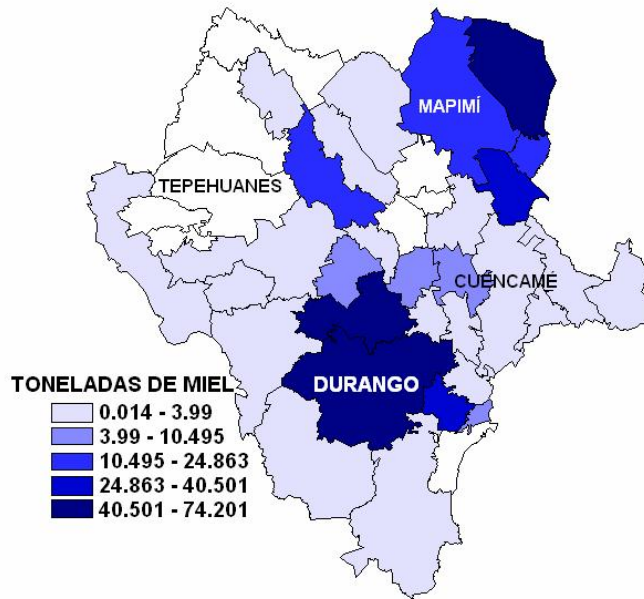 MAPIMÍ
TEPEHUANES
CUENCAMÉ
DURANGO
TONELADAS DE MIEL
0.014 - 3.99
3.99 - 10.495
10.495 - 24.863
24.863 - 40.501
40.501 - 74.201